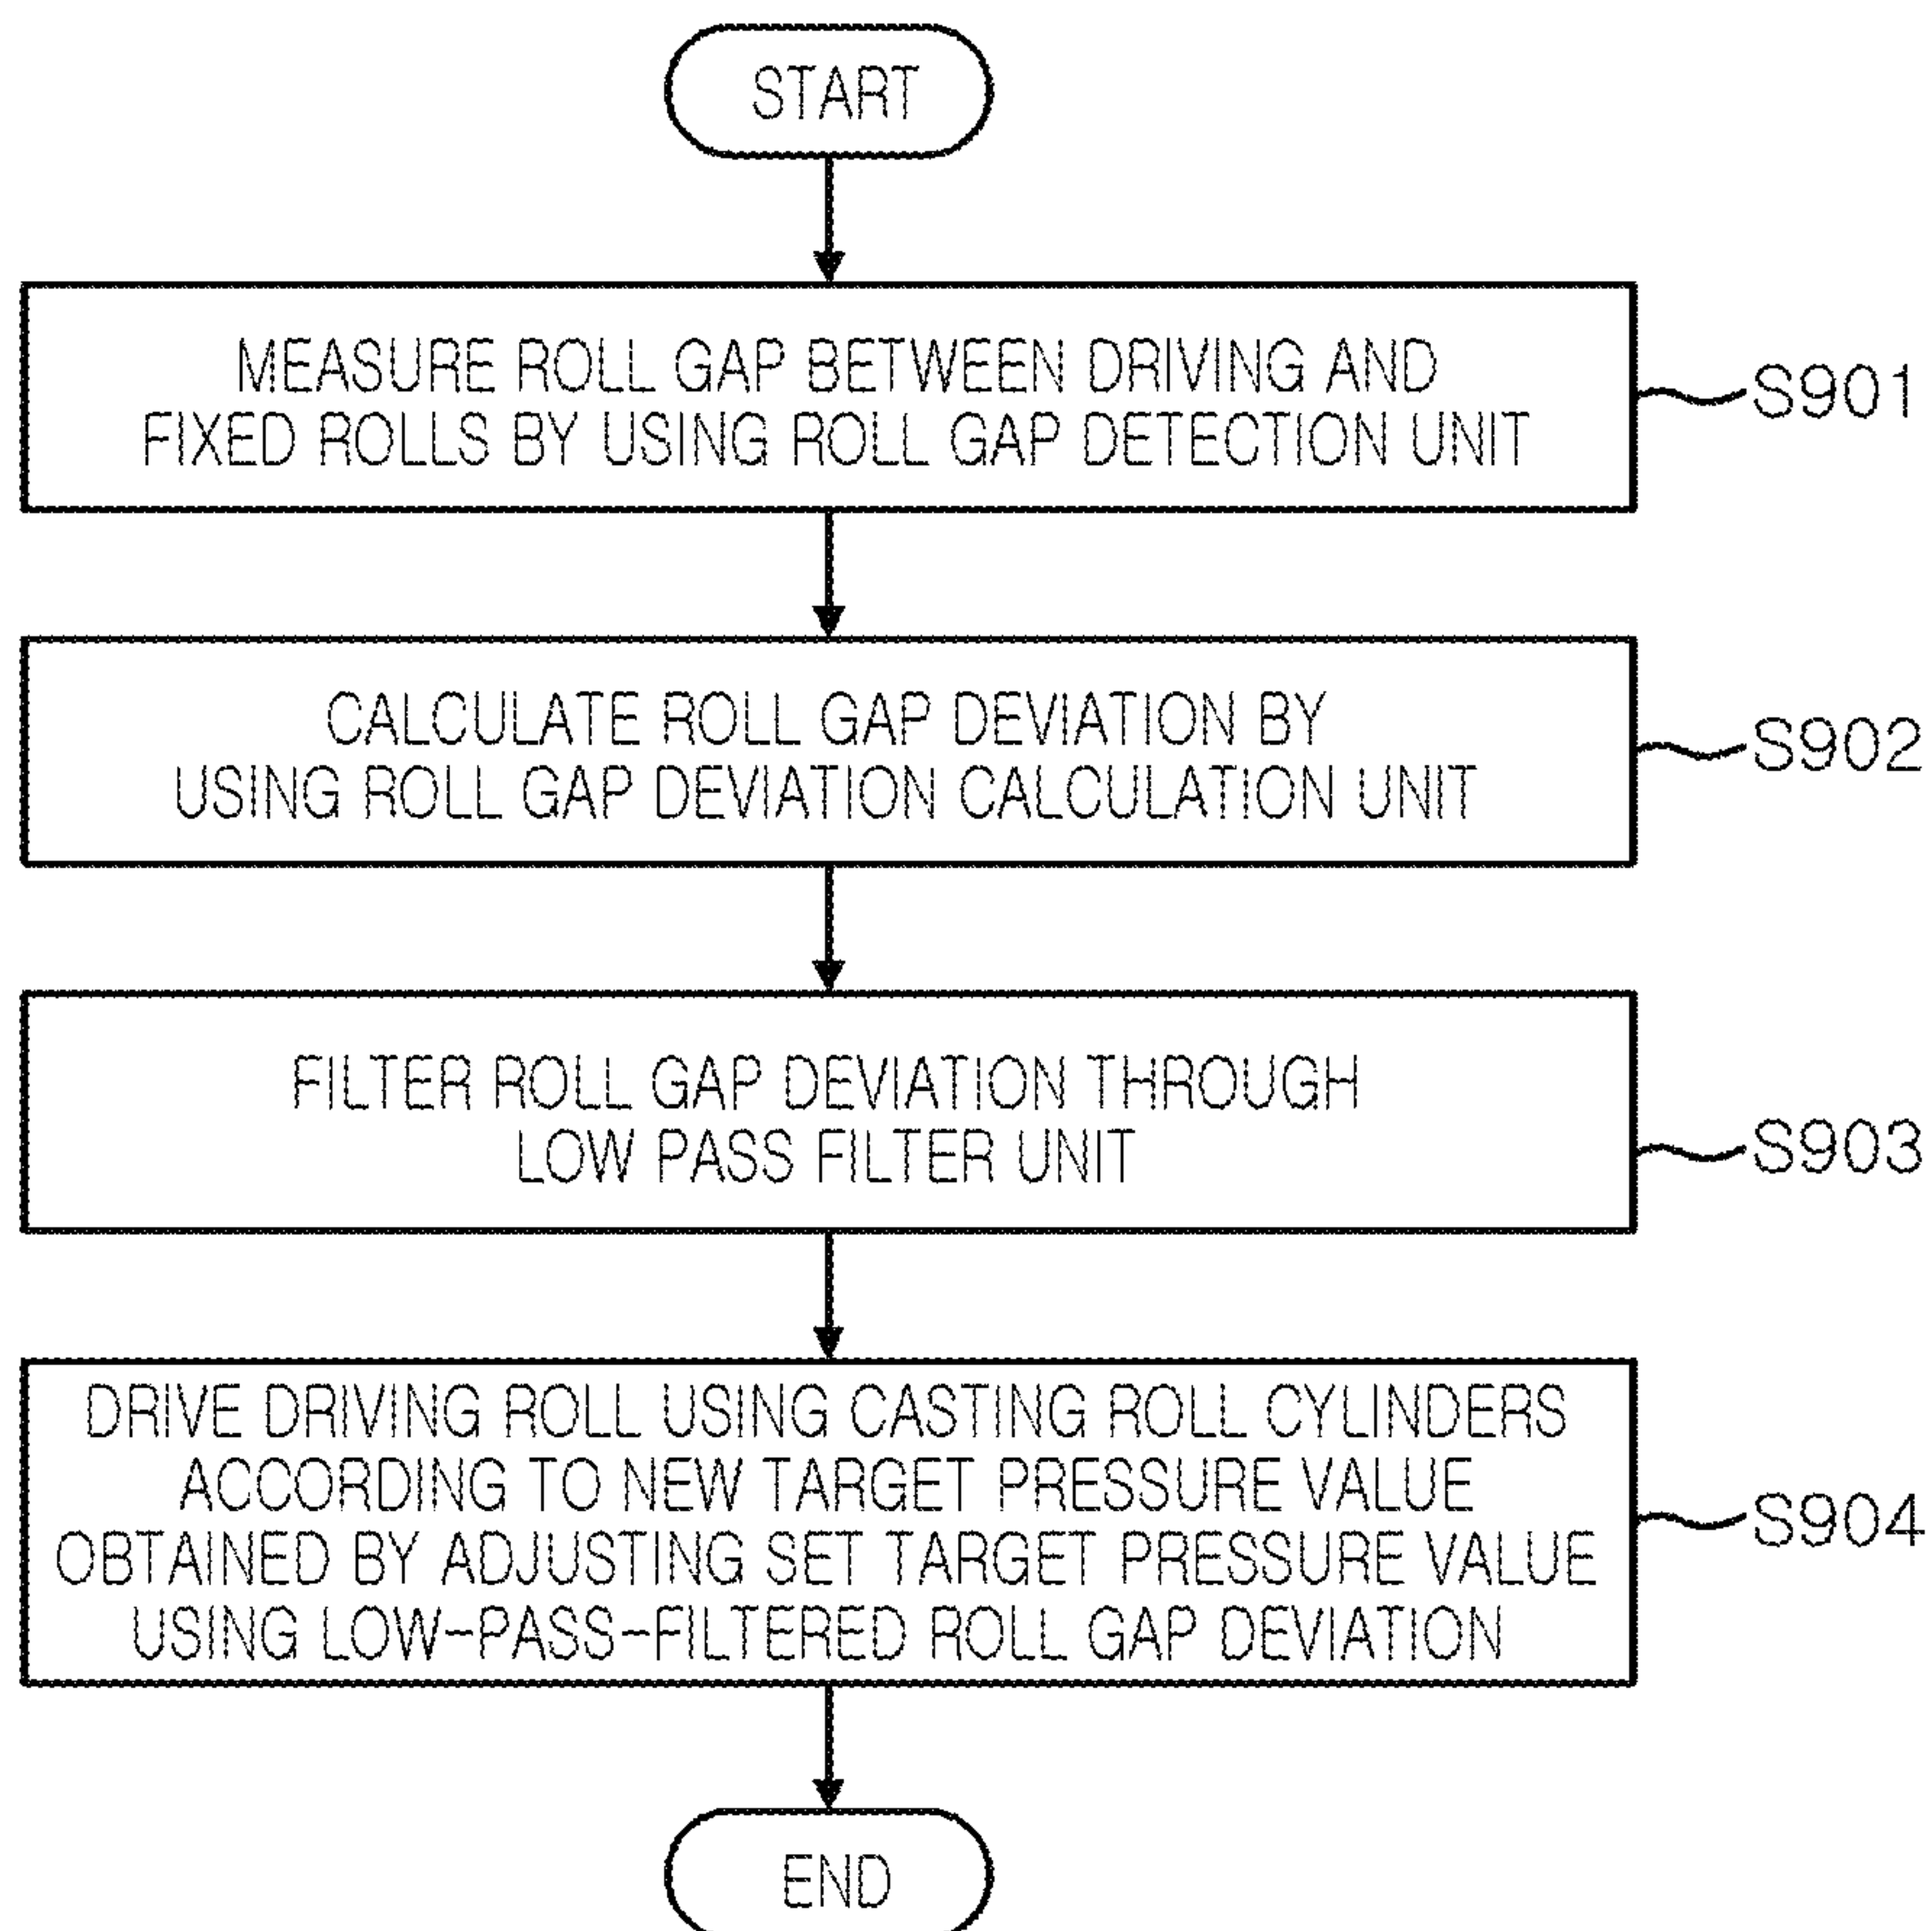 START
MEASURE ROLL GAP BETWEEN DRIVING AND
FIXED ROLLS BY USING ROLL GAP DETECTION UNIT
S901
CALCULATE ROLL GAP DEVIATION BY
USING ROLL GAP DEVIATION CALCULATION UNIT
S902
FILTER ROLL GAP DEVIATION THROUGH
LOW PASS FILTER UNIT
S903
DRIVE DRIVING ROLL USING CASTING ROLL CYLINDERS
ACCORDING TO NEW TARGET PRESSURE VALUE
OBTAINED BY ADJUSTING SET TARGET PRESSURE VALUE
USING LOW-PASS-FILTERED ROLL GAP DEVIATION
S904
END